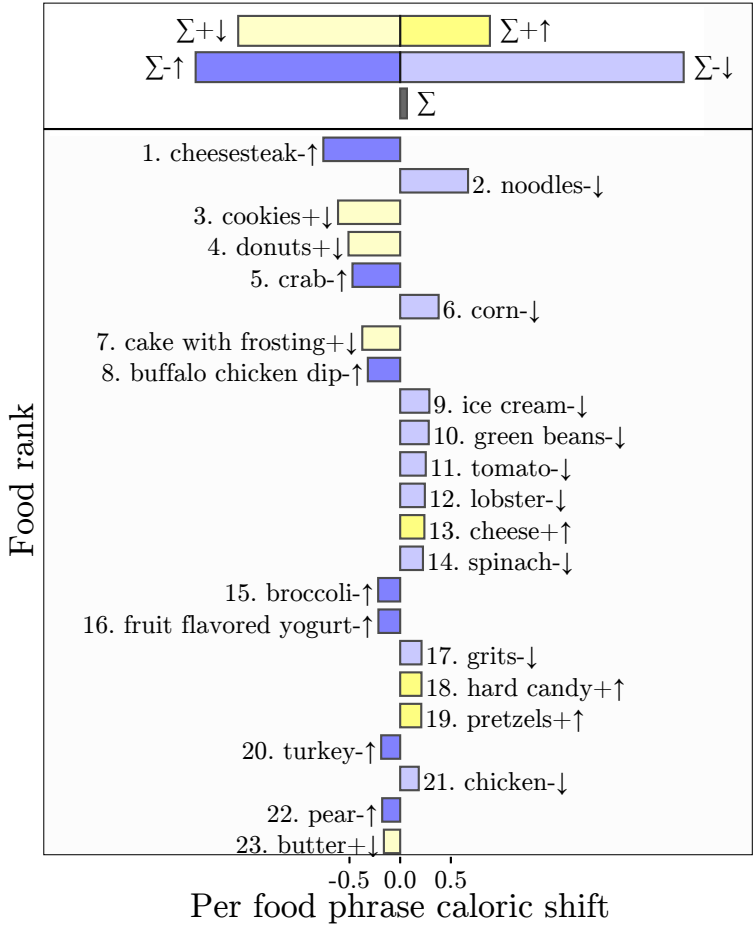 ∑+↓ ∑+↑
∑-↑ ∑-↓
∑
1. cheesesteak-↑
2. noodles-↓
3. cookies+↓
4. donuts+↓
5. crab-↑
6. corn-↓
7. cake with frosting+↓
8. buffalo chicken dip-↑
9. ice cream-↓
10. green beans-↓
11. tomato-↓
12. lobster-↓
13. cheese+↑
14. spinach-↓
15. broccoli-↑
16. fruit flavored yogurt-↑
17. grits-↓
18. hard candy+↑
19. pretzels+↑
20. turkey-↑
21. chicken-↓
22. pear-↑
23. butter+↓
Food rank
-0.5 0.0 0.5
Per food phrase caloric shift